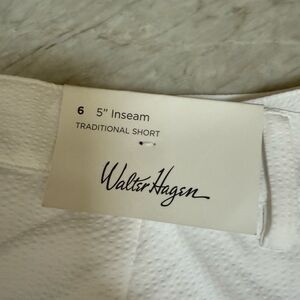 6 5" Inseam
TRADITIONAL SHORT
Walter Hagen